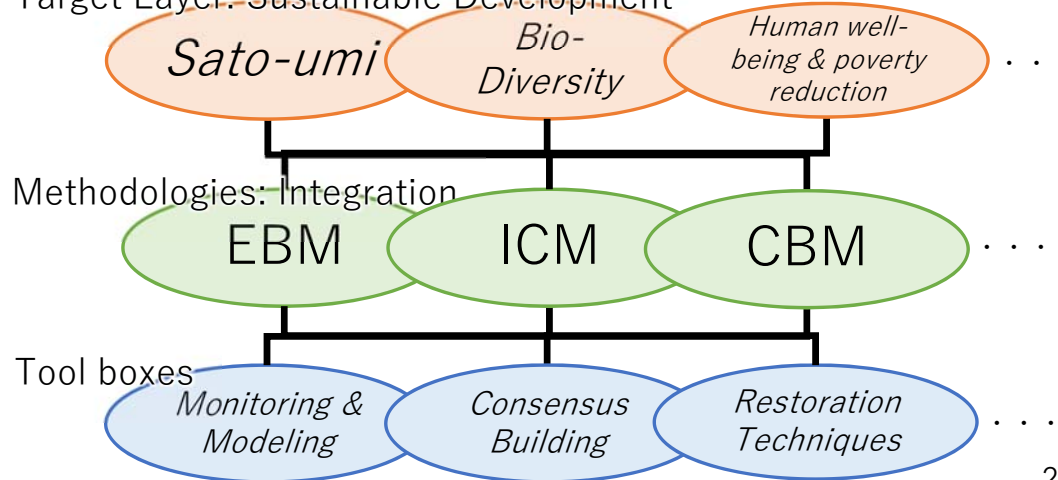 Target Layer: Sustainable Development
Sato-umi
Bio-
Diversity
Human well-
being & poverty
reduction
. .
Methodologies: Integration
EBM
ICM
CBM
. . .
Tool boxes
Monitoring &
Modeling
Consensus
Building
Restoration
Techniques
. . .
2